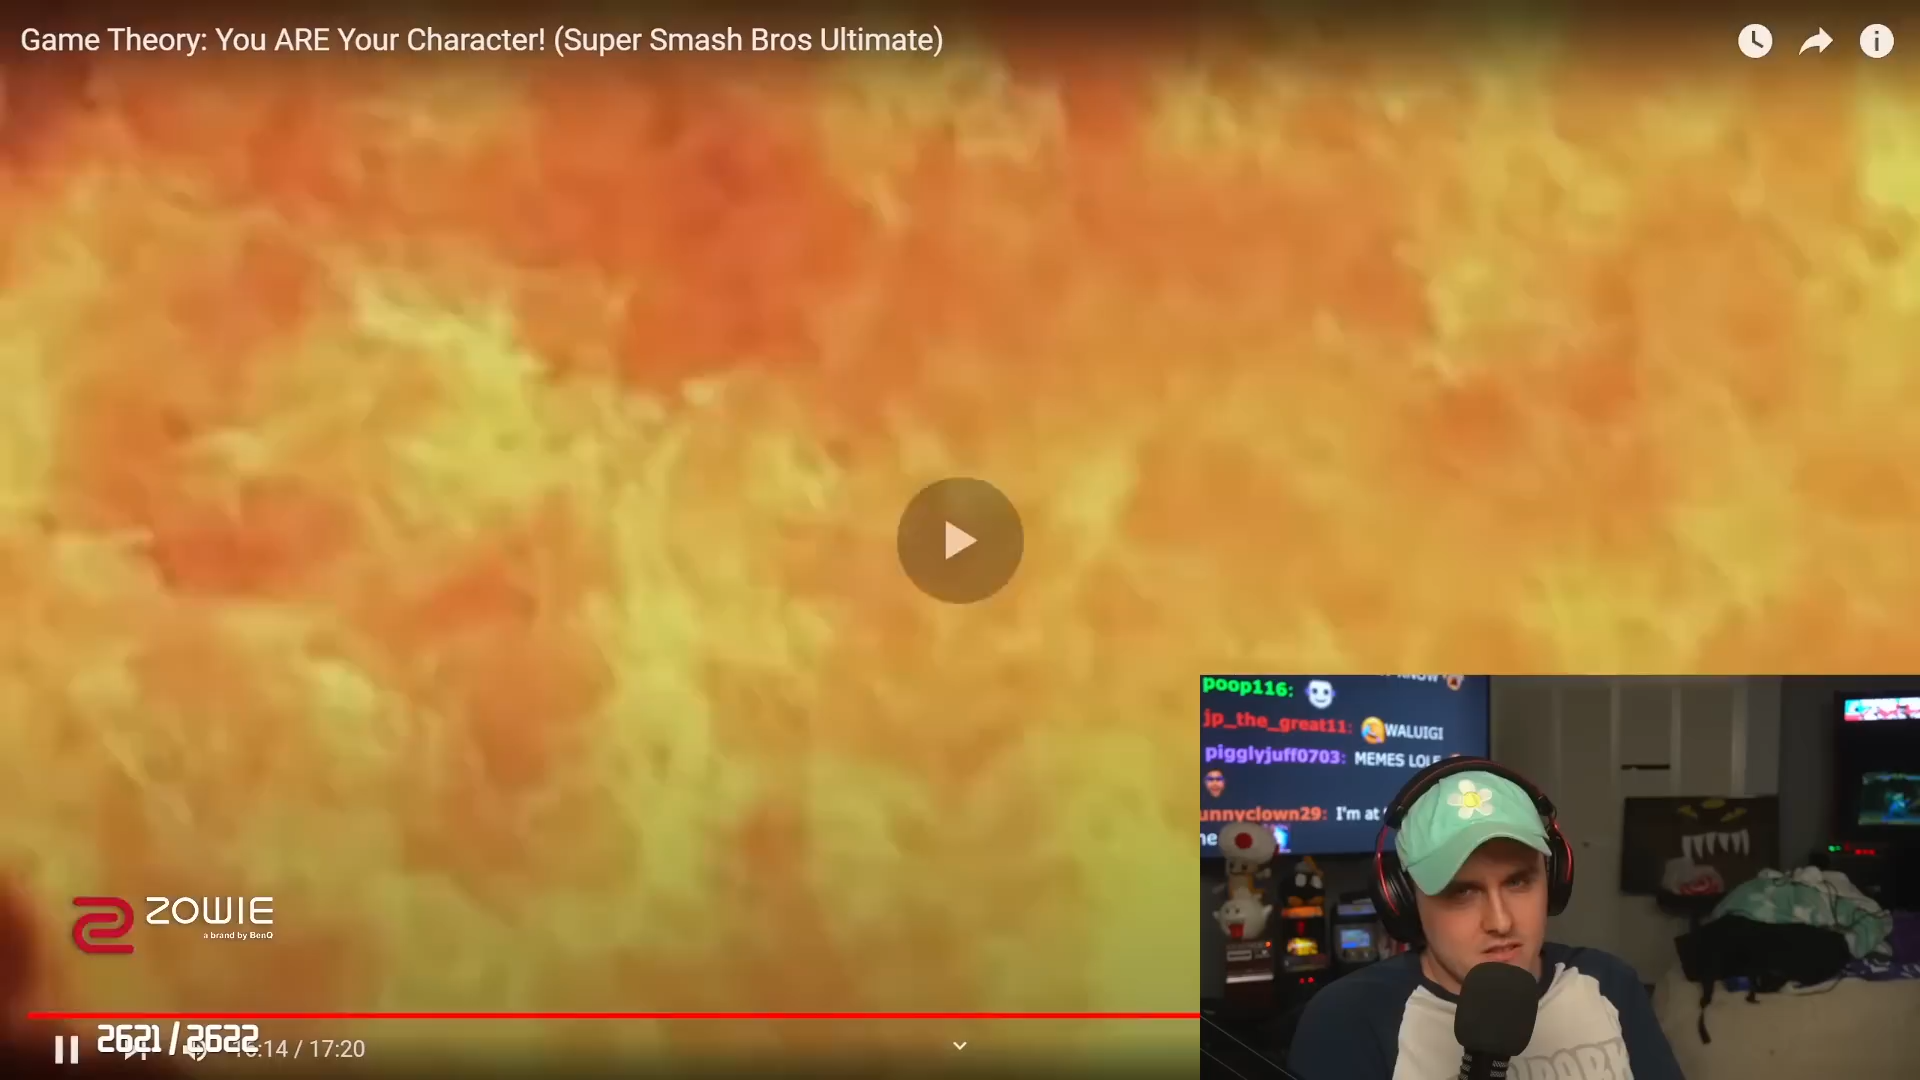 Game Theory: You ARE Your Character! (Super Smash Bros Ultimate)
poop116:
jp_the_great11: WALUIGI
pigglyjuff0703: MEMES
unnyclown29: I'm at
ZOWIE
a brand by BenQ
2621/2622
:14 / 17:20